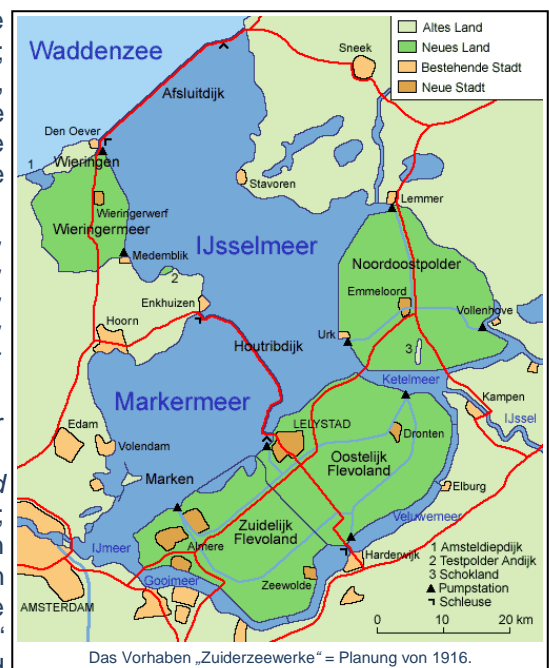 Waddenzee
Sneek
Altes Land
Neues Land
Bestehende Stadt
Neue Stadt
Afsluitdijk
Den Oever
1
Wieringen
Stavoren
Wieringerwerf
Wieringermeer
Lemmer
IJsselmeer
Medemblik
2
Noordoostpolder
Emmeloord
Vollenhove
Enkhuizen
Hoorn
Urk
3
Houtribdijk
Ketelmeer
Kampen
Markermeer
IJssel
LELYSTAD
Edam
Volendam
Dronten
Oostelijk
Flevoland
Marken
Elburg
Zuidelijk
Flevoland
Veluwemeer
IJmeer
Almere
Harderwijk
Gooimeer
Zeewolde
AMSTERDAM
1 Amsteldiepdijk
2 Testpolder Andijk
3 Schokland
Pumpstation
Schleuse
0 10 20 km
Das Vorhaben „Zuiderzeewerke“ = Planung von 1916.